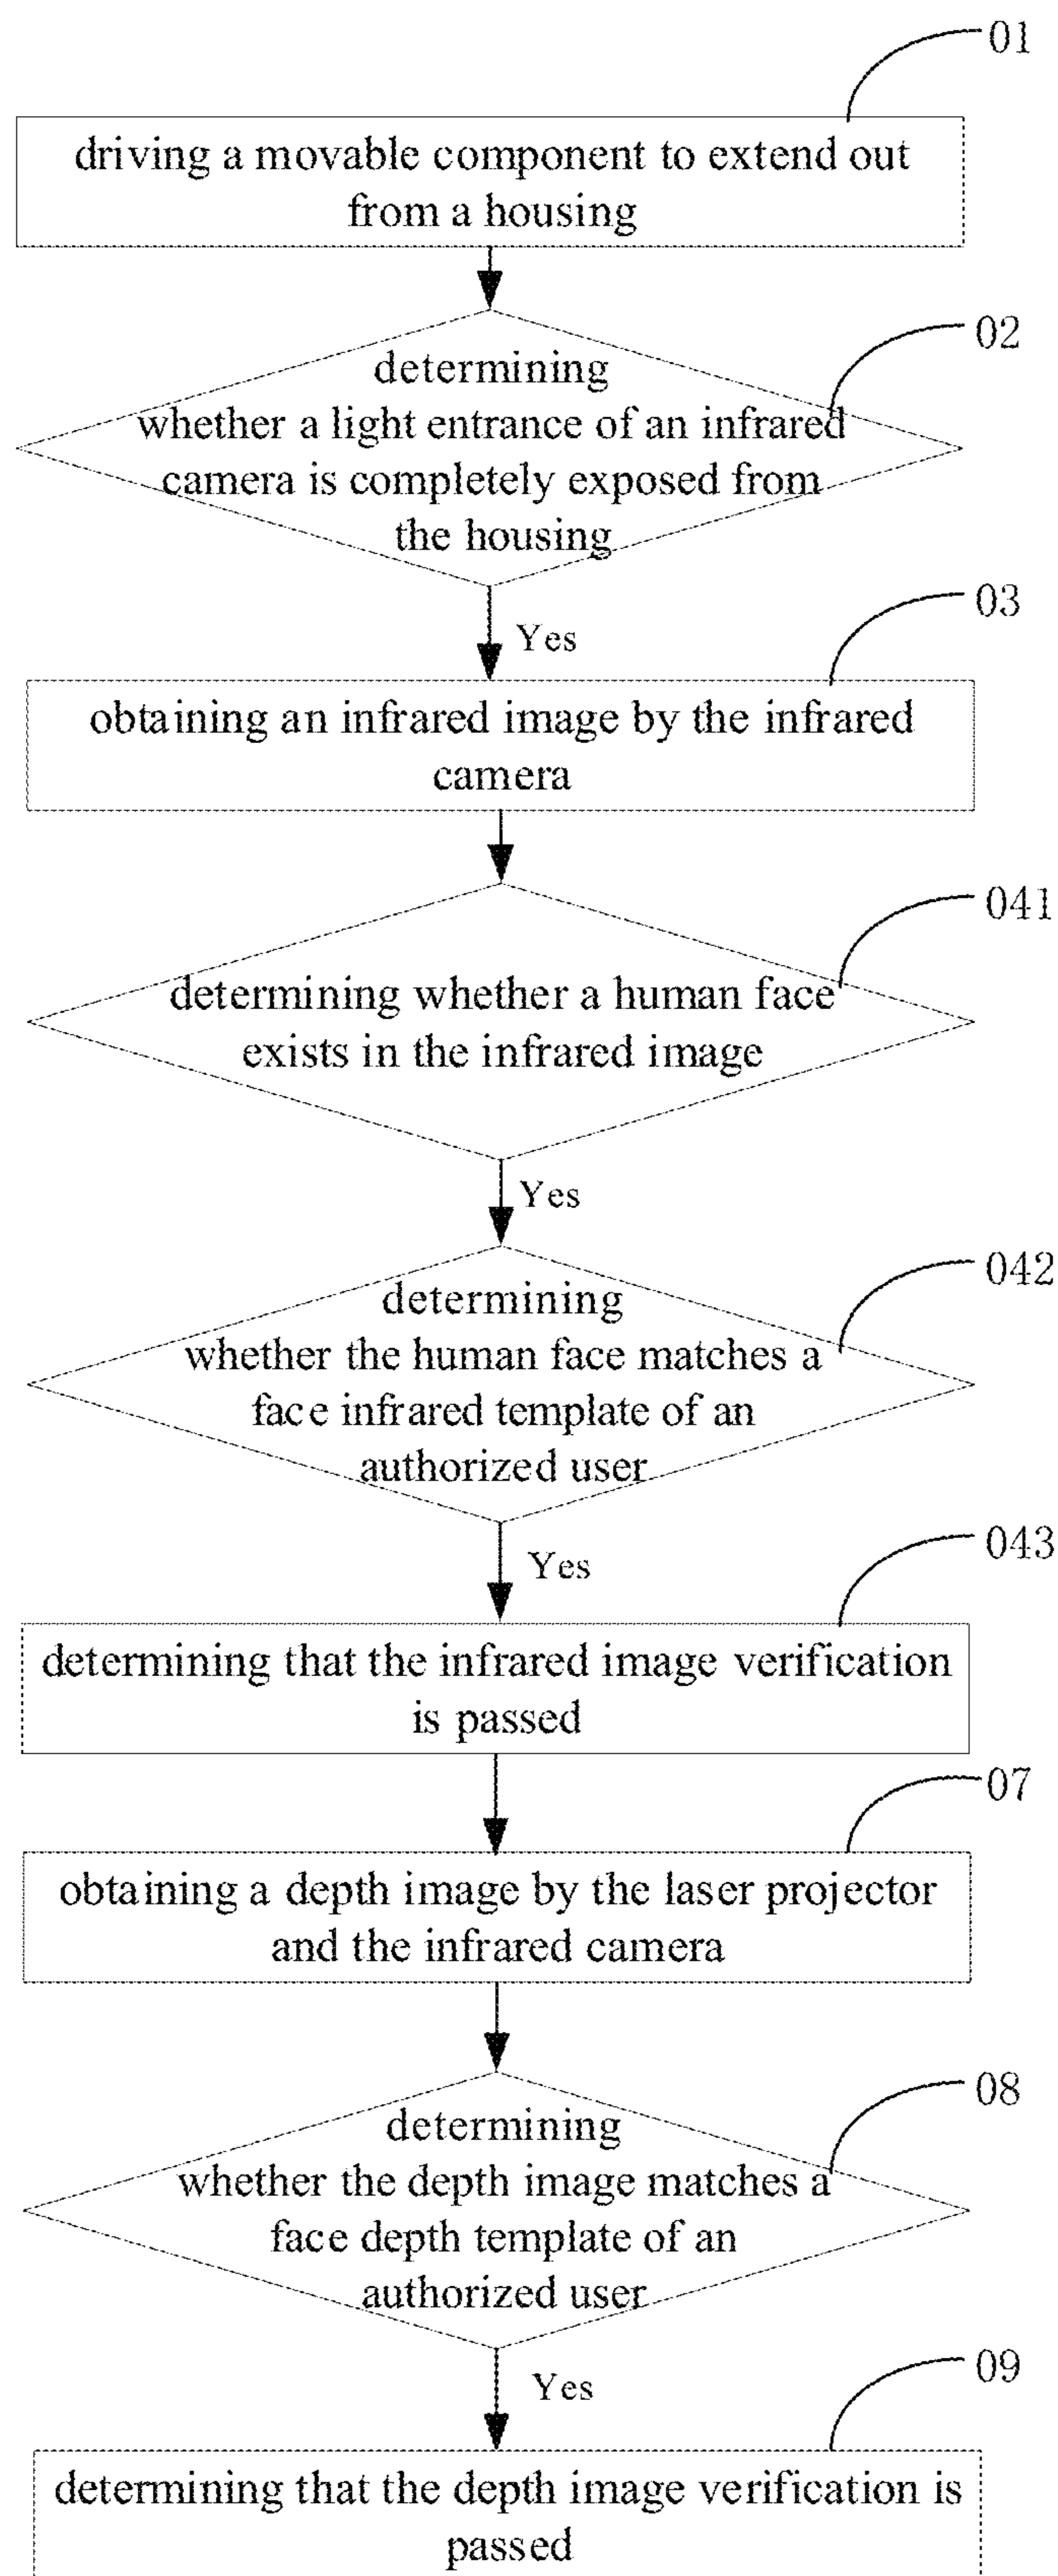 01
driving a movable component to extend out
from a housing
02
determining
whether a light entrance of an infrared
camera is completely exposed from
the housing
Yes
03
obtaining an infrared image by the infrared
camera
041
determining whether a human face
exists in the infrared image
Yes
042
determining
whether the human face matches a
face infrared template of an
authorized user
Yes
043
determining that the infrared image verification
is passed
07
obtaining a depth image by the laser projector
and the infrared camera
08
determining
whether the depth image matches a
face depth template of an
authorized user
Yes
09
determining that the depth image verification is
passed